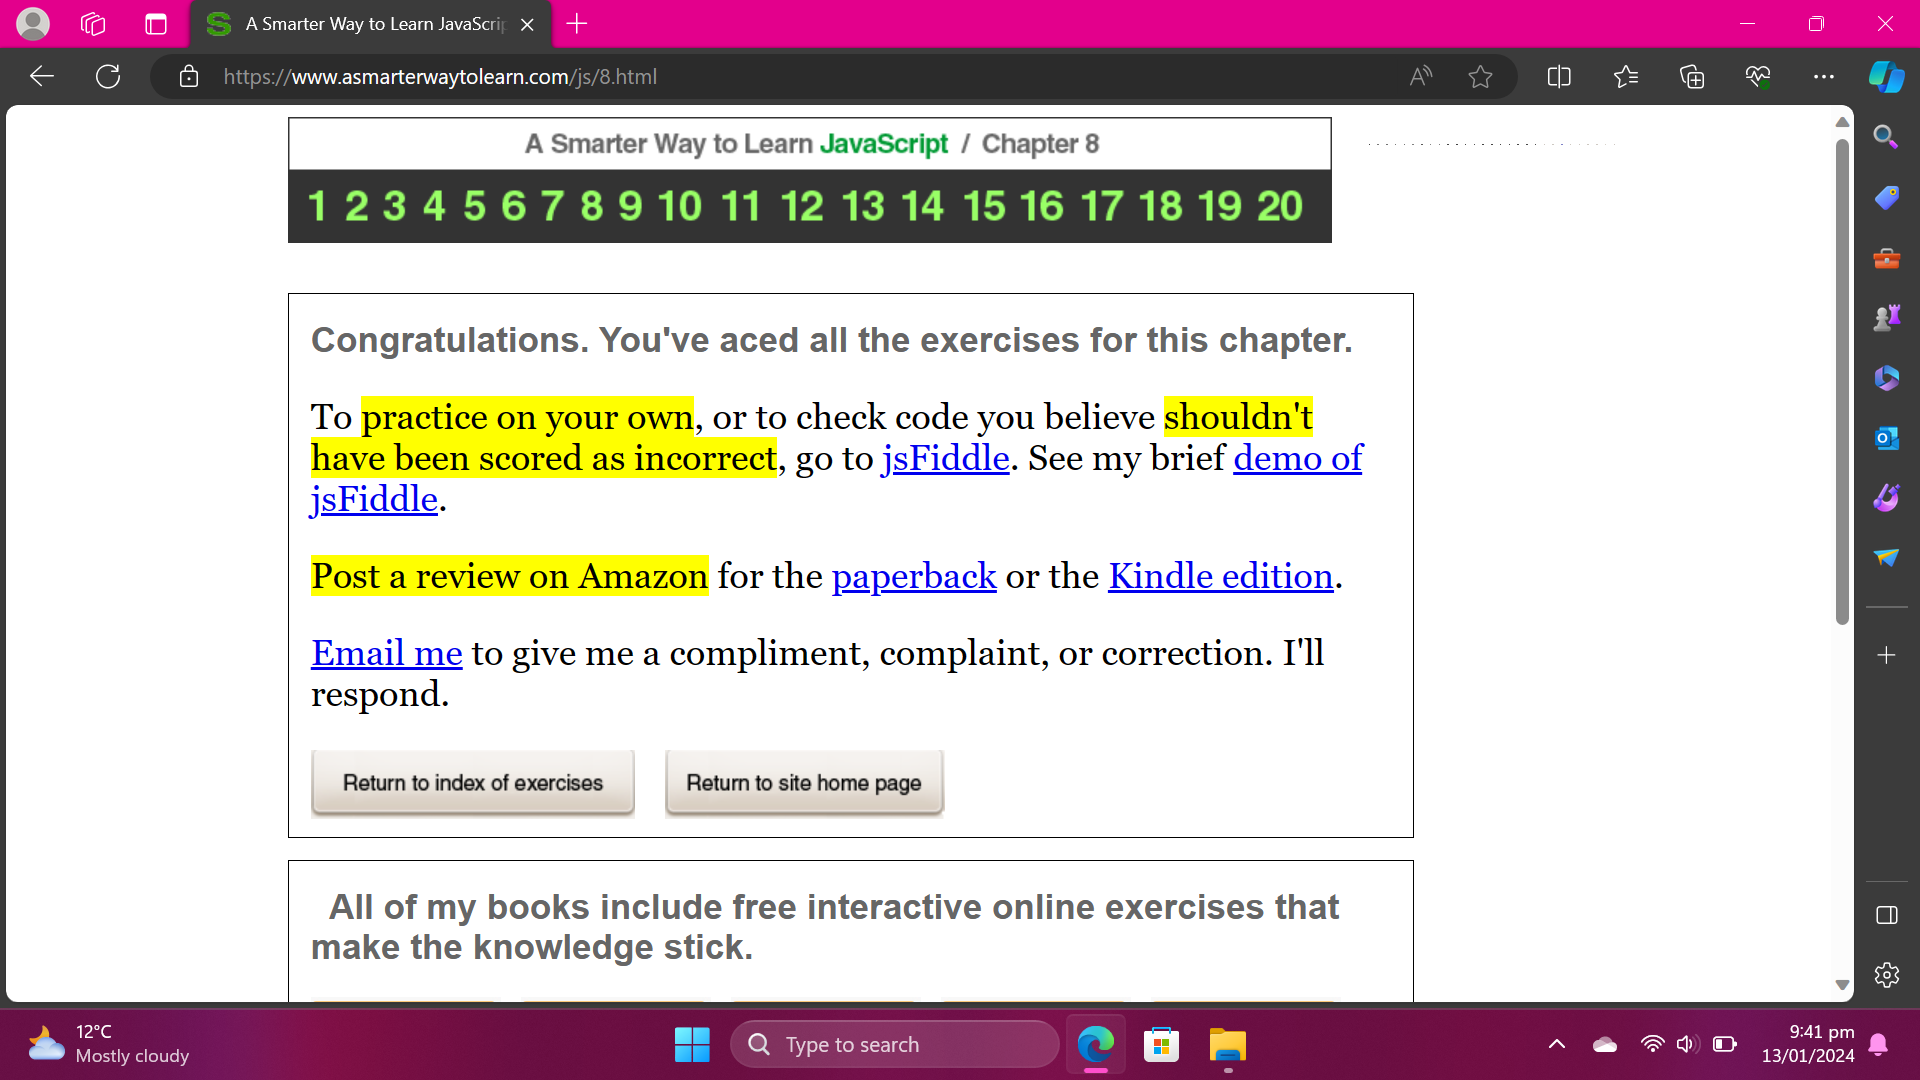 A Smarter Way to Learn JavaScri
https://www.asmarterwaytolearn.com/js/8.html
A Smarter Way to Learn JavaScript / Chapter 8
1 2 3 4 5 6 7 8 9 10 11 12 13 14 15 16 17 18 19 20
Congratulations. You've aced all the exercises for this chapter.
To practice on your own, or to check code you believe shouldn't
have been scored as incorrect, go to jsFiddle. See my brief demo of
jsFiddle.
Post a review on Amazon for the paperback or the Kindle edition.
Email me to give me a compliment, complaint, or correction. I'll
respond.
Return to index of exercises
Return to site home page
All of my books include free interactive online exercises that
make the knowledge stick.
12°C
Mostly cloudy
Type to search
9:41 pm
13/01/2024